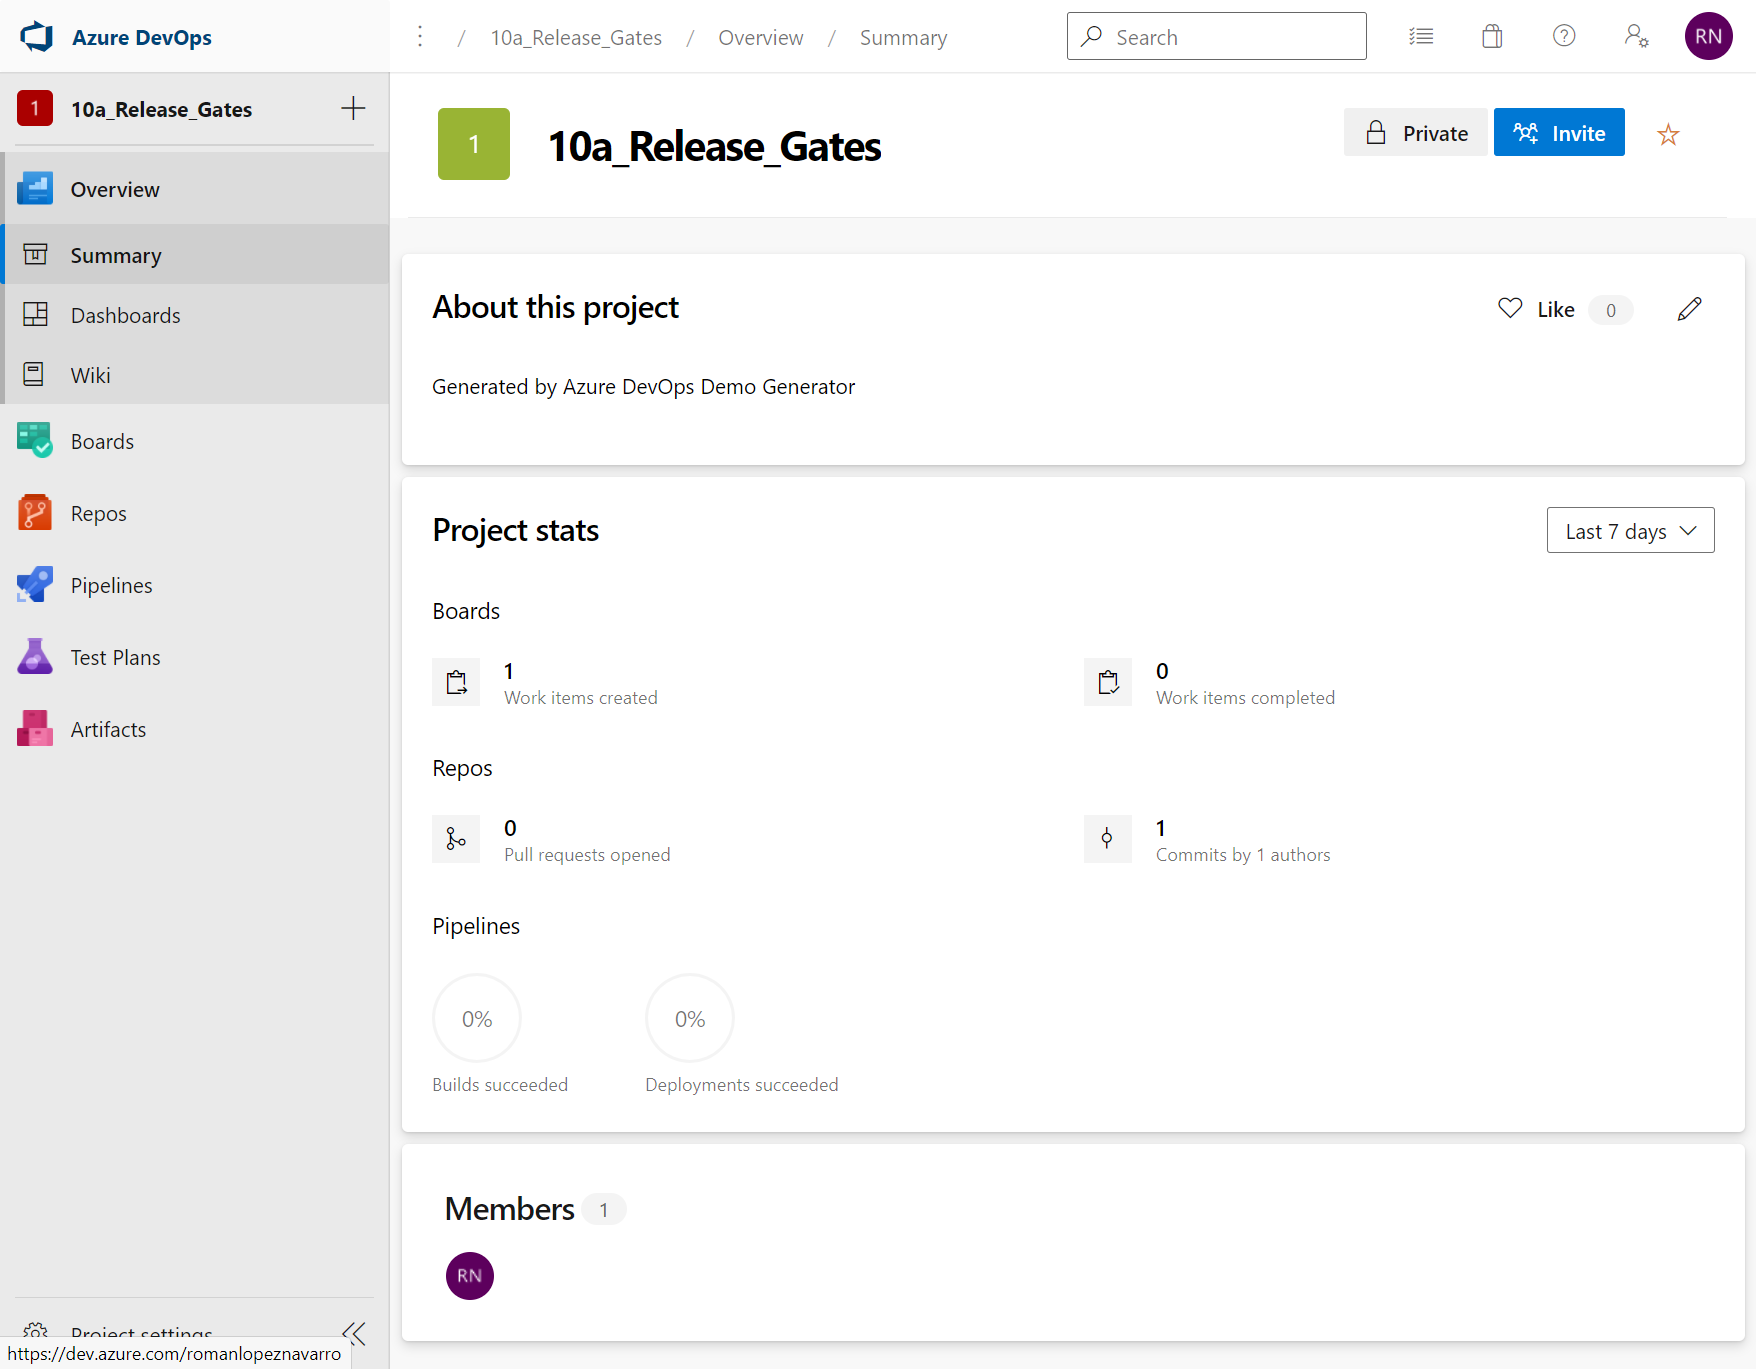 Azure DevOps
/ 10a_Release_Gates / Overview / Summary
Search
RN
1 10a_Release_Gates
Overview
Summary
Dashboards
Wiki
Boards
Repos
Pipelines
Test Plans
Artifacts
Project settings
https://dev.azure.com/romanlopeznavarro
1 10a_Release_Gates
Private
Invite
About this project
Like 0
Generated by Azure DevOps Demo Generator
Project stats
Last 7 days
Boards
1
Work items created
0
Work items completed
Repos
0
Pull requests opened
1
Commits by 1 authors
Pipelines
0%
Builds succeeded
0%
Deployments succeeded
Members 1
RN